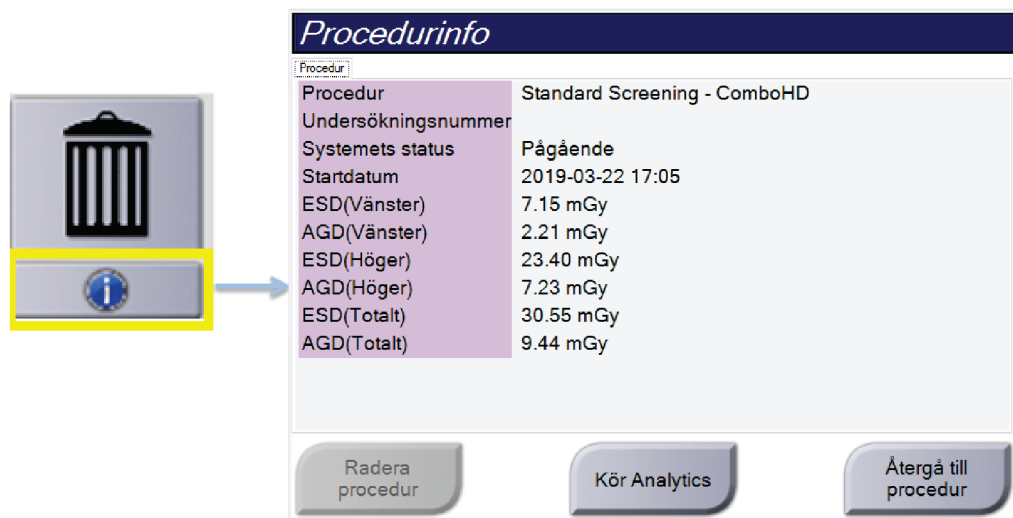 Procedurinfo
Procedur
Procedur Standard Screening - ComboHD
Undersökningsnummer
Systemets status Pågående
Startdatum 2019-03-22 17:05
ESD(Vänster) 7.15 mGy
AGD(Vänster) 2.21 mGy
ESD(Höger) 23.40 mGy
AGD(Höger) 7.23 mGy
ESD(Totalt) 30.55 mGy
AGD(Totalt) 9.44 mGy
Radera
procedur
Kör Analytics
Återgå till
procedur